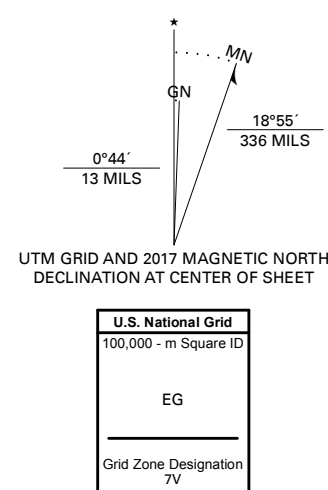 ★
MN
GN
18°55´
336 MILS
0°44´
13 MILS
UTM GRID AND 2017 MAGNETIC NORTH
DECLINATION AT CENTER OF SHEET
U.S. National Grid
100,000 - m Square ID
EG
Grid Zone Designation
7V